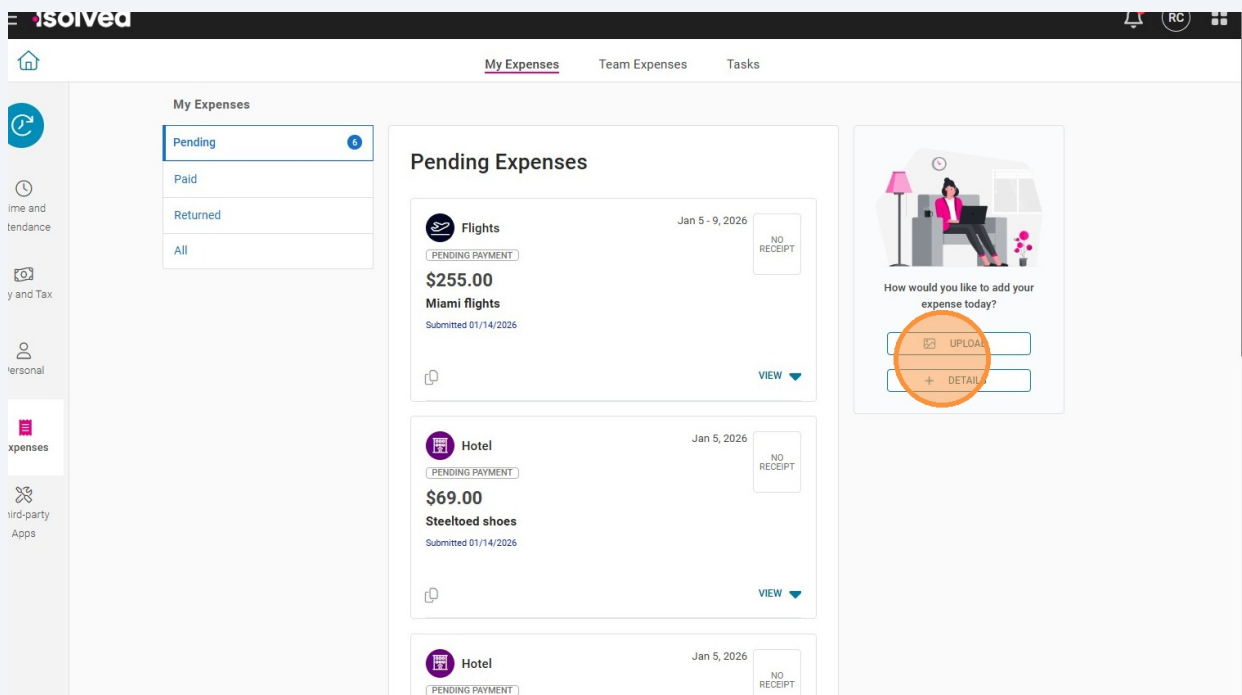 isolved
RC
My Expenses Team Expenses Tasks
My Expenses
Pending 6
Paid
Returned
All
ime and
tendance
y and Tax
Personal
xpenses
hird-party
Apps
Pending Expenses
Flights
Jan 5 - 9, 2026
NO
RECEIPT
PENDING PAYMENT
$255.00
Miami flights
Submitted 01/14/2026
VIEW
Hotel
Jan 5, 2026
NO
RECEIPT
PENDING PAYMENT
$69.00
Steeltoed shoes
Submitted 01/14/2026
VIEW
Hotel
Jan 5, 2026
NO
RECEIPT
PENDING PAYMENT
How would you like to add your
expense today?
UPLOAD
+ DETAILS